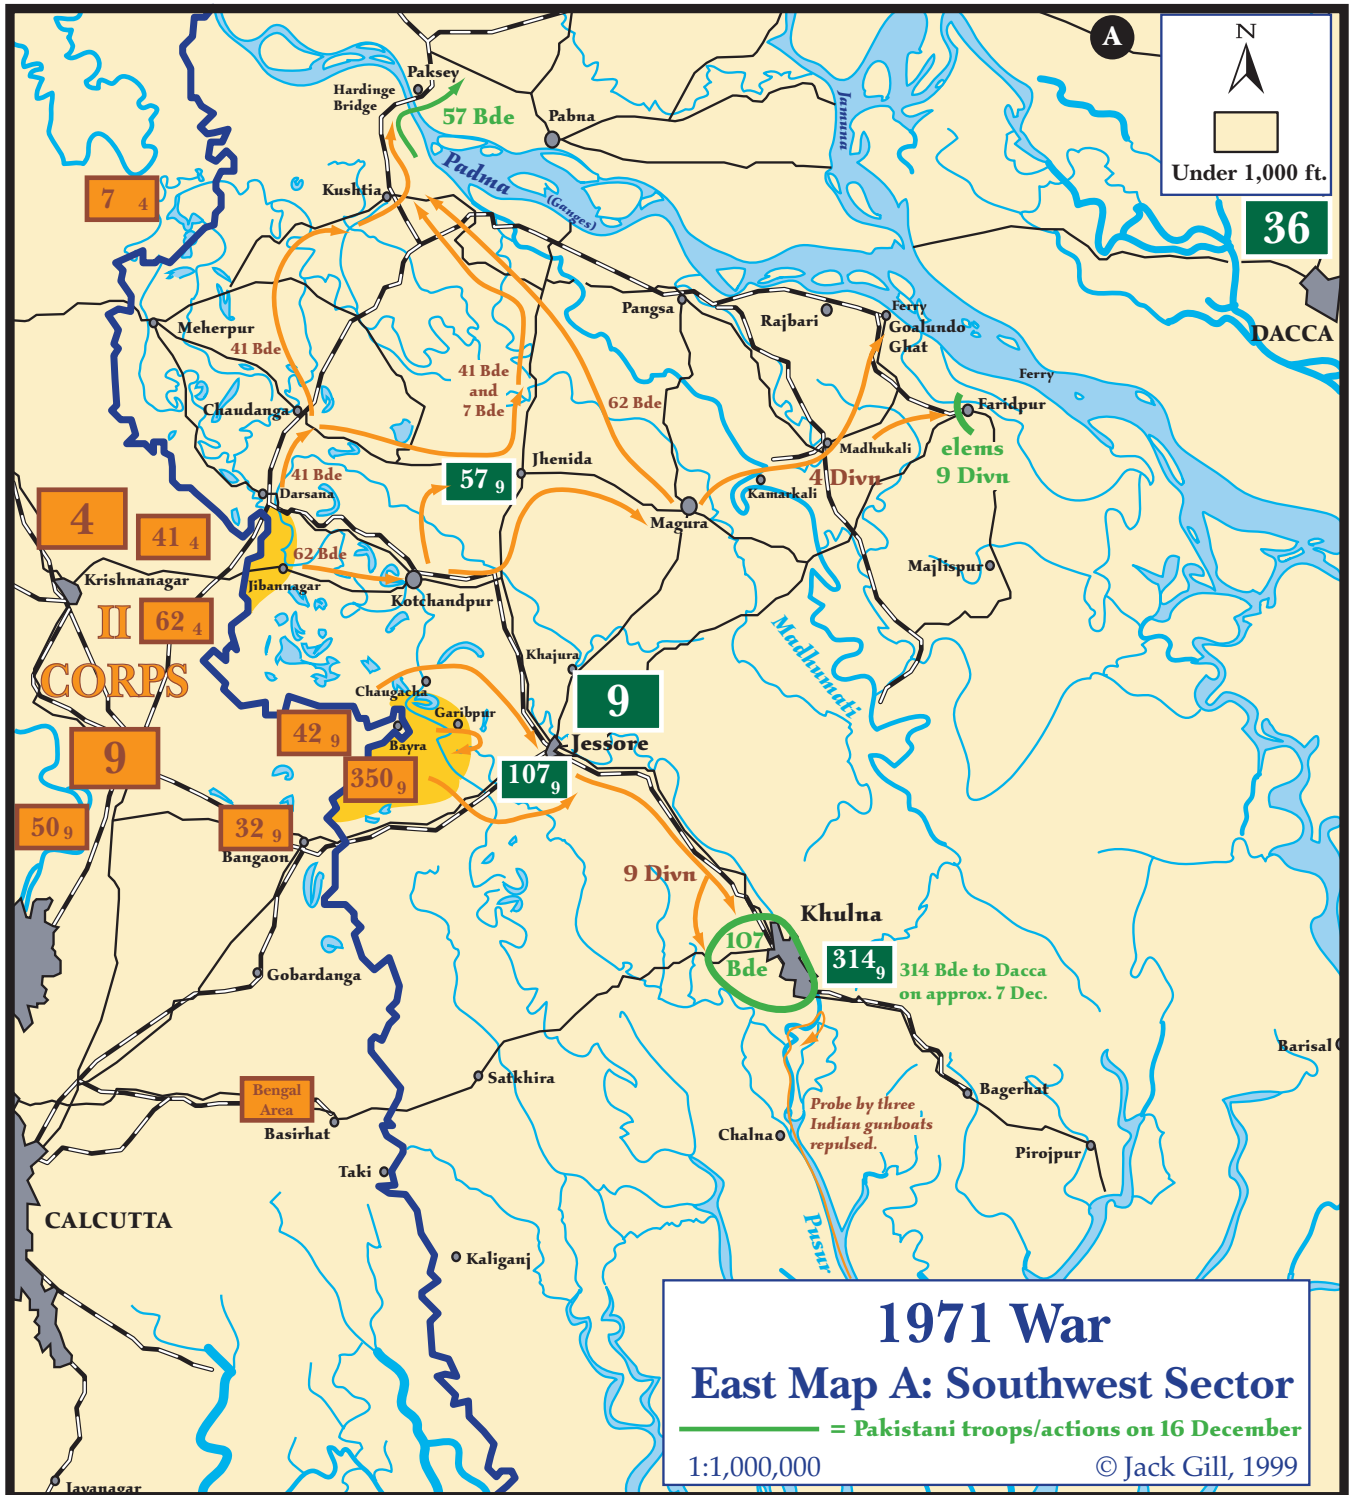 A
N
Under 1,000 ft.
36
DACCA
Paksey
Hardinge
Bridge
57 Bde
Pabna
Jamuna
Padma
(Ganges)
7 4
Kushtia
Meherpur
41 Bde
Pangsa
Rajbari
Ferry
Goalundo
Ghat
Ferry
41 Bde
and
7 Bde
62 Bde
Chaudanga
Faridpur
elems
9 Divn
Madhukali
4 Divn
Kamarkali
Jhenida
57 9
41 Bde
Darsana
Magura
4
41 4
62 Bde
Krishnanagar
Jibannagar
Kotchandpur
Majlispur
II
62 4
CORPS
Khajura
Madhumati
Chaugacha
Garibpur
9
Jessore
42 9
Bayra
9
350 9
107 9
50 9
32 9
Bangaon
9 Divn
Khulna
107
Bde
314 9
314 Bde to Dacca
on approx. 7 Dec.
Gobardanga
Barisal
Satkhira
Bagerhat
Bengal
Area
Basirhat
Probe by three
Indian gunboats
repulsed.
Chalna
Pirojpur
Taki
CALCUTTA
Pusur
Kaliganj
1971 War
East Map A: Southwest Sector
= Pakistani troops/actions on 16 December
1:1,000,000
© Jack Gill, 1999
Jayanagar